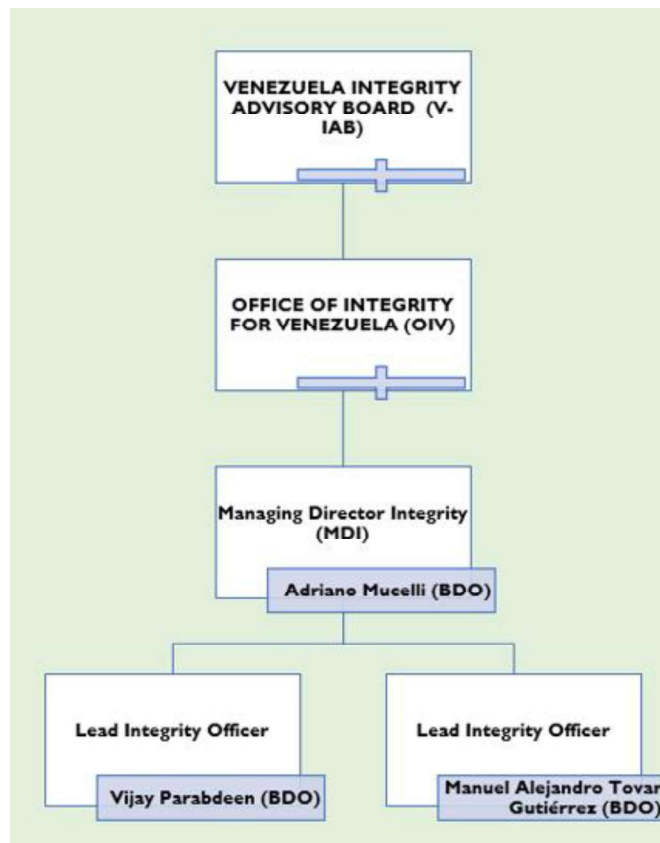 VENEZUELA INTEGRITY
ADVISORY BOARD (V-
IAB)
OFFICE OF INTEGRITY
FOR VENEZUELA (OIV)
Managing Director Integrity
(MDI)
Adriano Mucelli (BDO)
Lead Integrity Officer
Vijay Parabdeen (BDO)
Lead Integrity Officer
Manuel Alejandro Tovar
Gutiérrez (BDO)